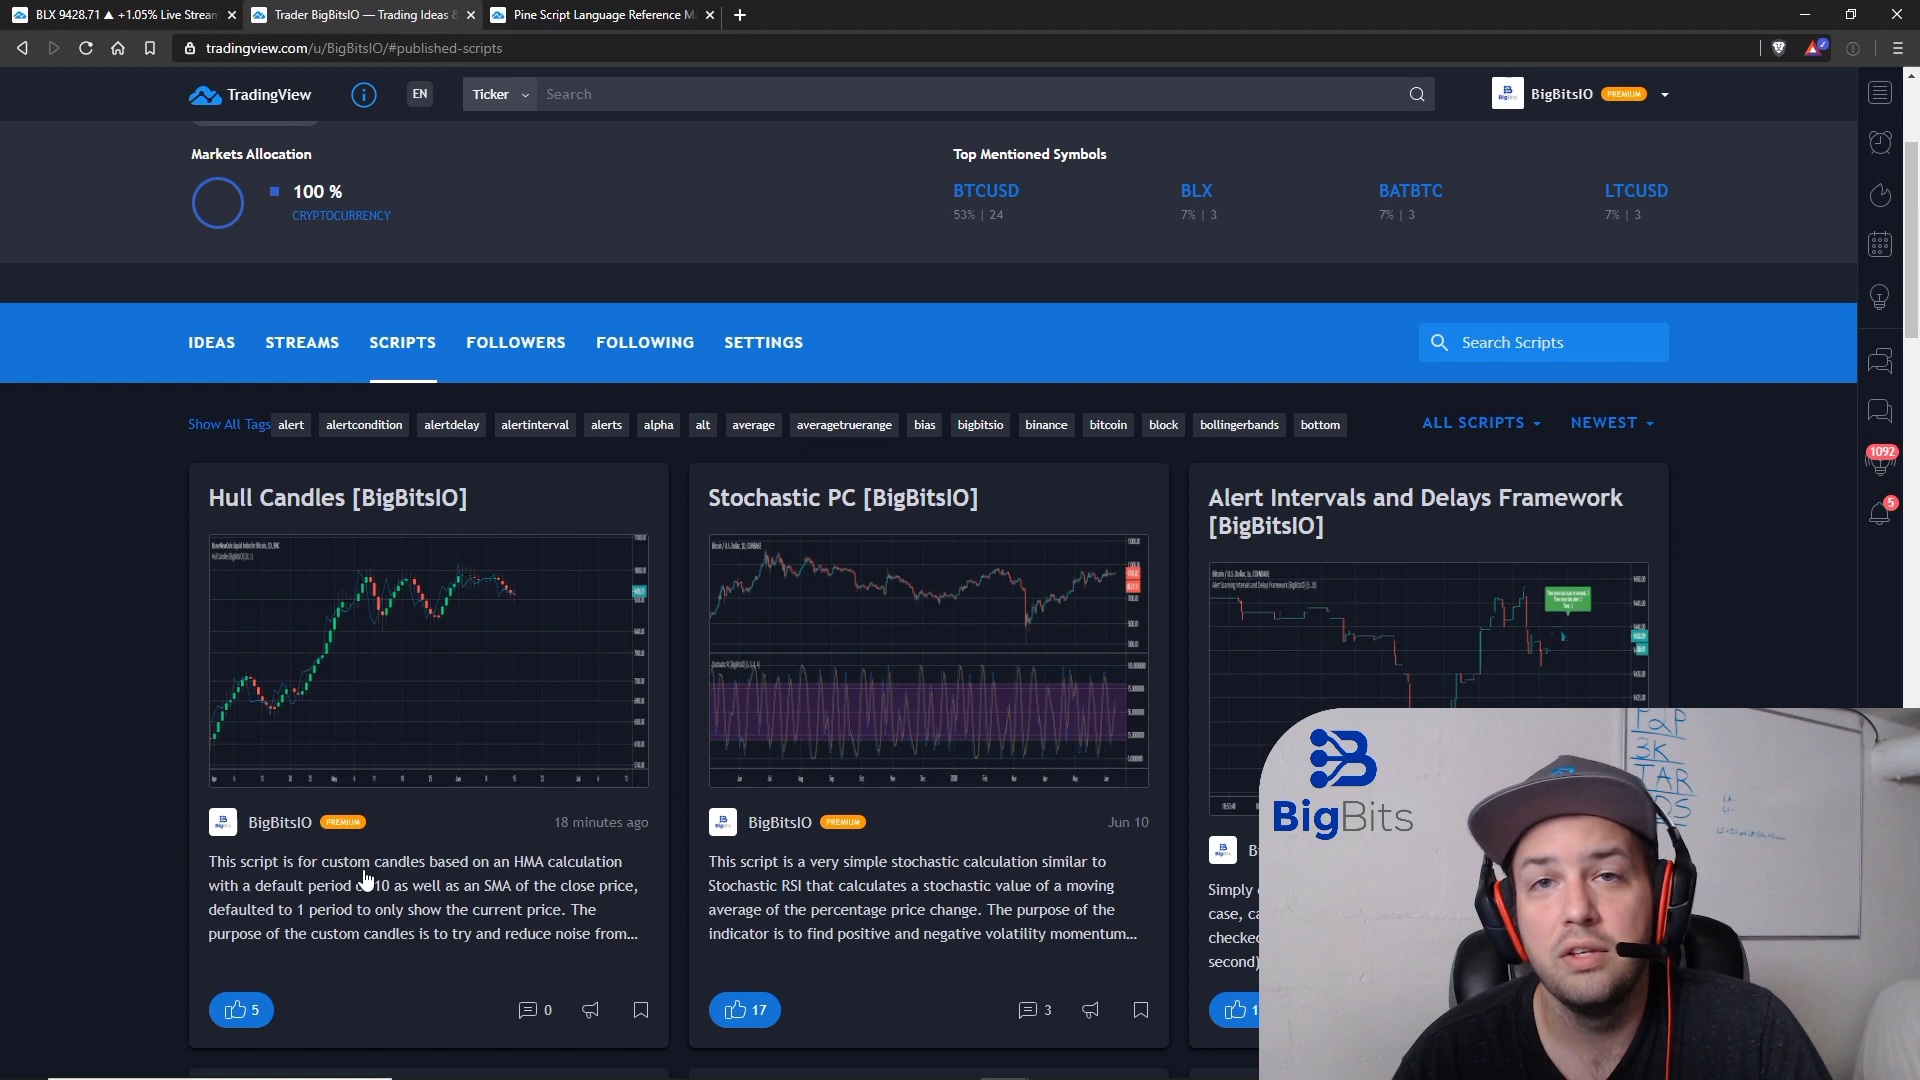 BLX 9428.71 ▲ +1.05% Live Stream
Trader BigBitsIO — Trading Ideas &
Pine Script Language Reference M
tradingview.com/u/BigBitsIO/#published-scripts
TradingView
EN
Ticker
Search
BigBitsIO PREMIUM
Markets Allocation
100 %
CRYPTOCURRENCY
Top Mentioned Symbols
BTCUSD
53% | 24
BLX
7% | 3
BATBTC
7% | 3
LTCUSD
7% | 3
IDEAS STREAMS SCRIPTS FOLLOWERS FOLLOWING SETTINGS
Search Scripts
Show All Tags alert alertcondition alertdelay alertinterval alerts alpha alt average averagetruerange bias bigbitsio binance bitcoin block bollingerbands bottom
ALL SCRIPTS NEWEST
1092
5
Hull Candles [BigBitsIO]
BigBitsIO PREMIUM 18 minutes ago
This script is for custom candles based on an HMA calculation
with a default period 10 as well as an SMA of the close price,
defaulted to 1 period to only show the current price. The
purpose of the custom candles is to try and reduce noise from...
5
0
Stochastic PC [BigBitsIO]
BigBitsIO PREMIUM Jun 10
This script is a very simple stochastic calculation similar to
Stochastic RSI that calculates a stochastic value of a moving
average of the percentage price change. The purpose of the
indicator is to find positive and negative volatility momentum...
17
3
Alert Intervals and Delays Framework
[BigBitsIO]
B
Simply
case, ca
checked
second)
1
BigBits
3K
TAR